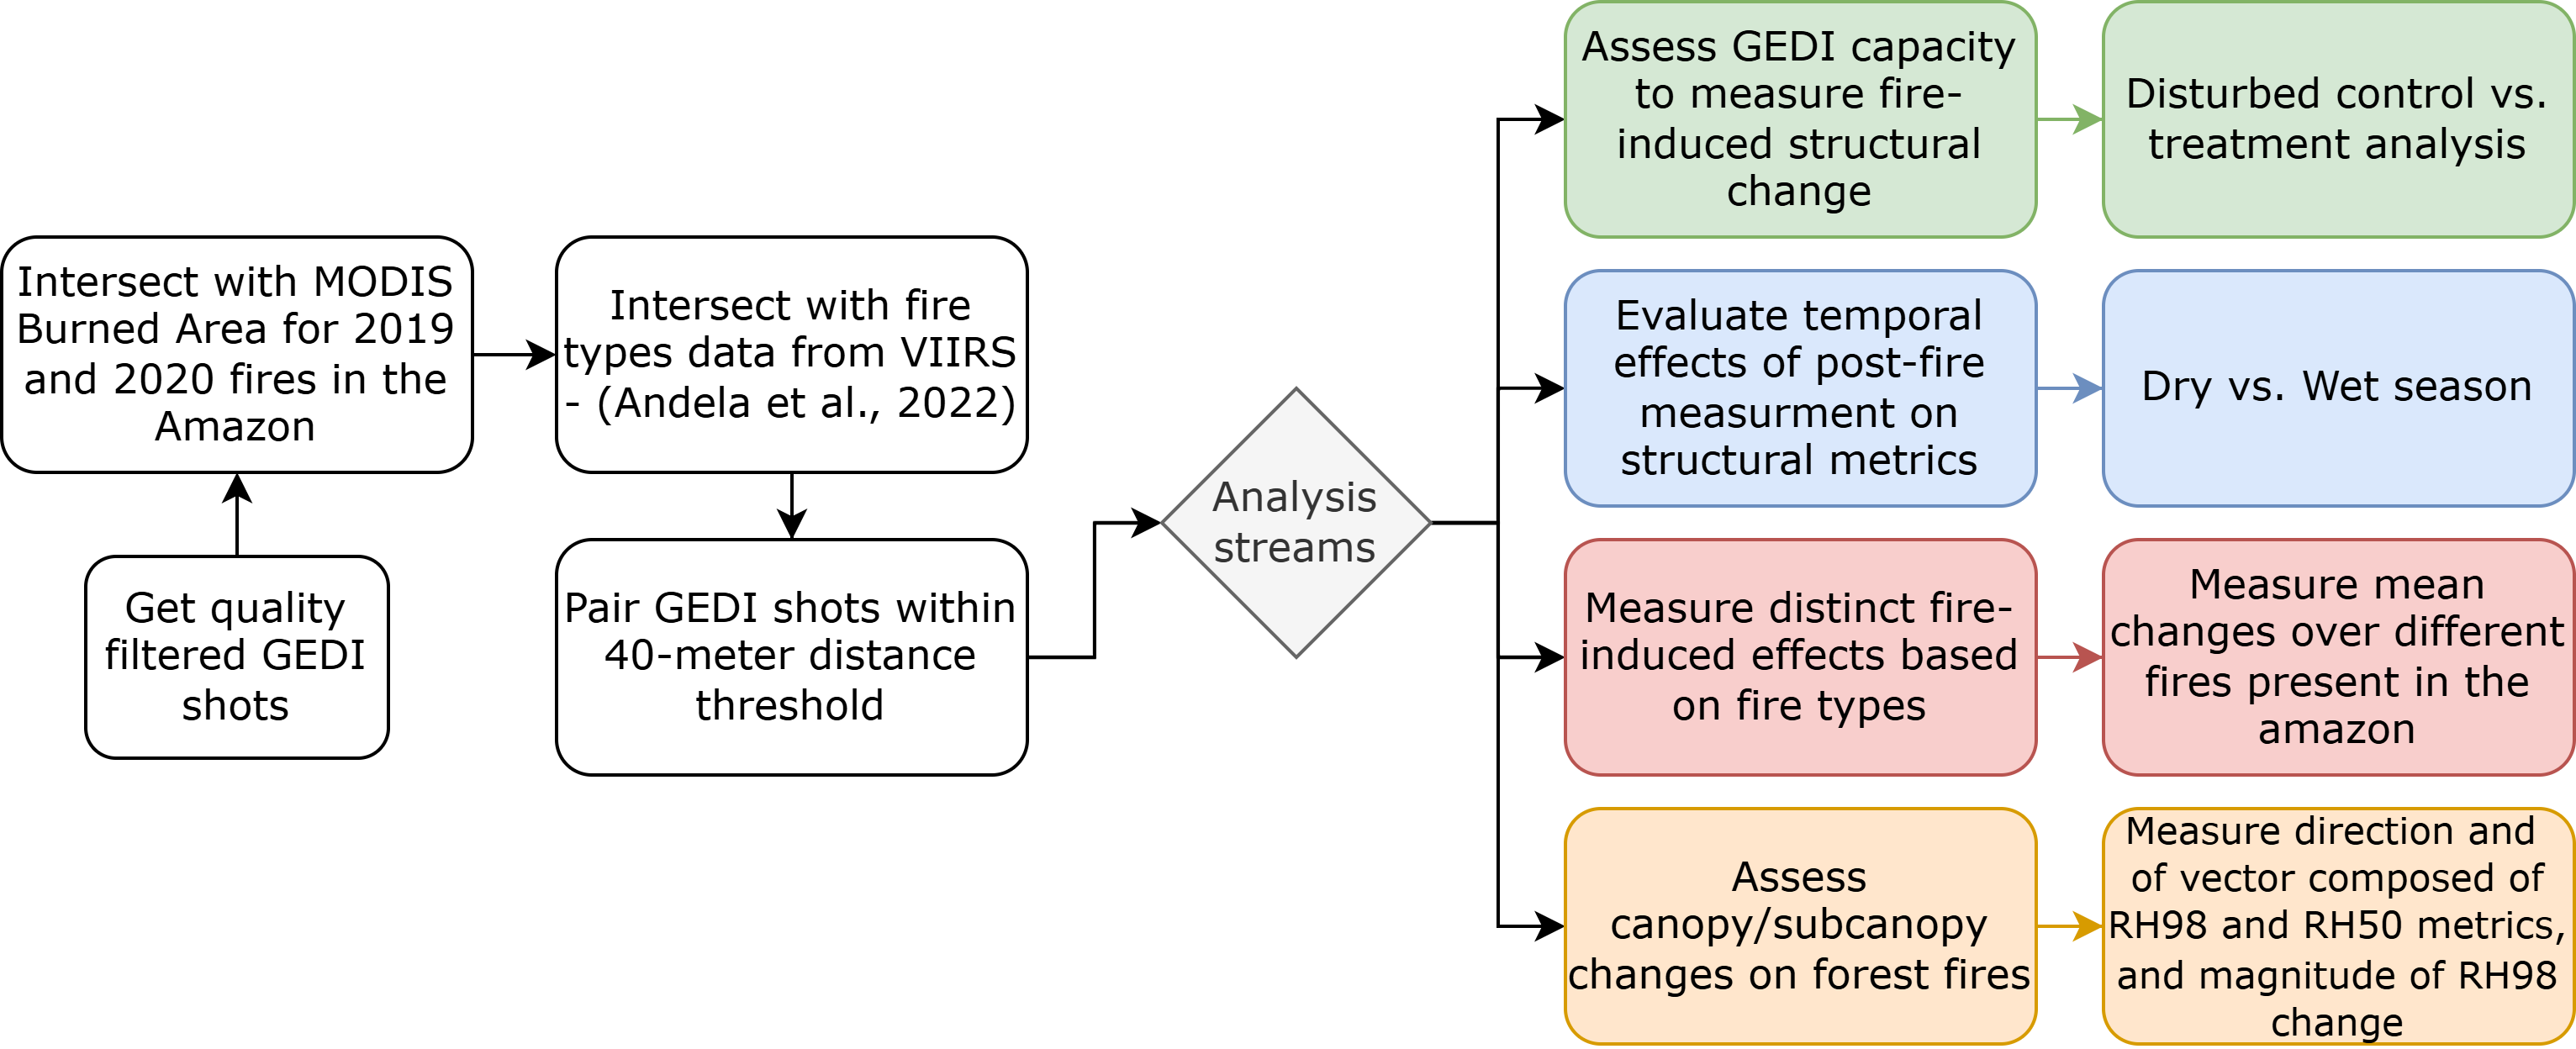 Get quality
filtered GEDI
shots
Intersect with MODIS
Burned Area for 2019
and 2020 fires in the
Amazon
Intersect with fire
types data from VIIRS
- (Andela et al., 2022)
Pair GEDI shots within
40-meter distance
threshold
Analysis
streams
Assess GEDI capacity
to measure fire-
induced structural
change
Disturbed control vs.
treatment analysis
Evaluate temporal
effects of post-fire
measurment on
structural metrics
Dry vs. Wet season
Measure distinct fire-
induced effects based
on fire types
Measure mean
changes over different
fires present in the
amazon
Assess
canopy/subcanopy
changes on forest fires
Measure direction and
of vector composed of
RH98 and RH50 metrics,
and magnitude of RH98
change